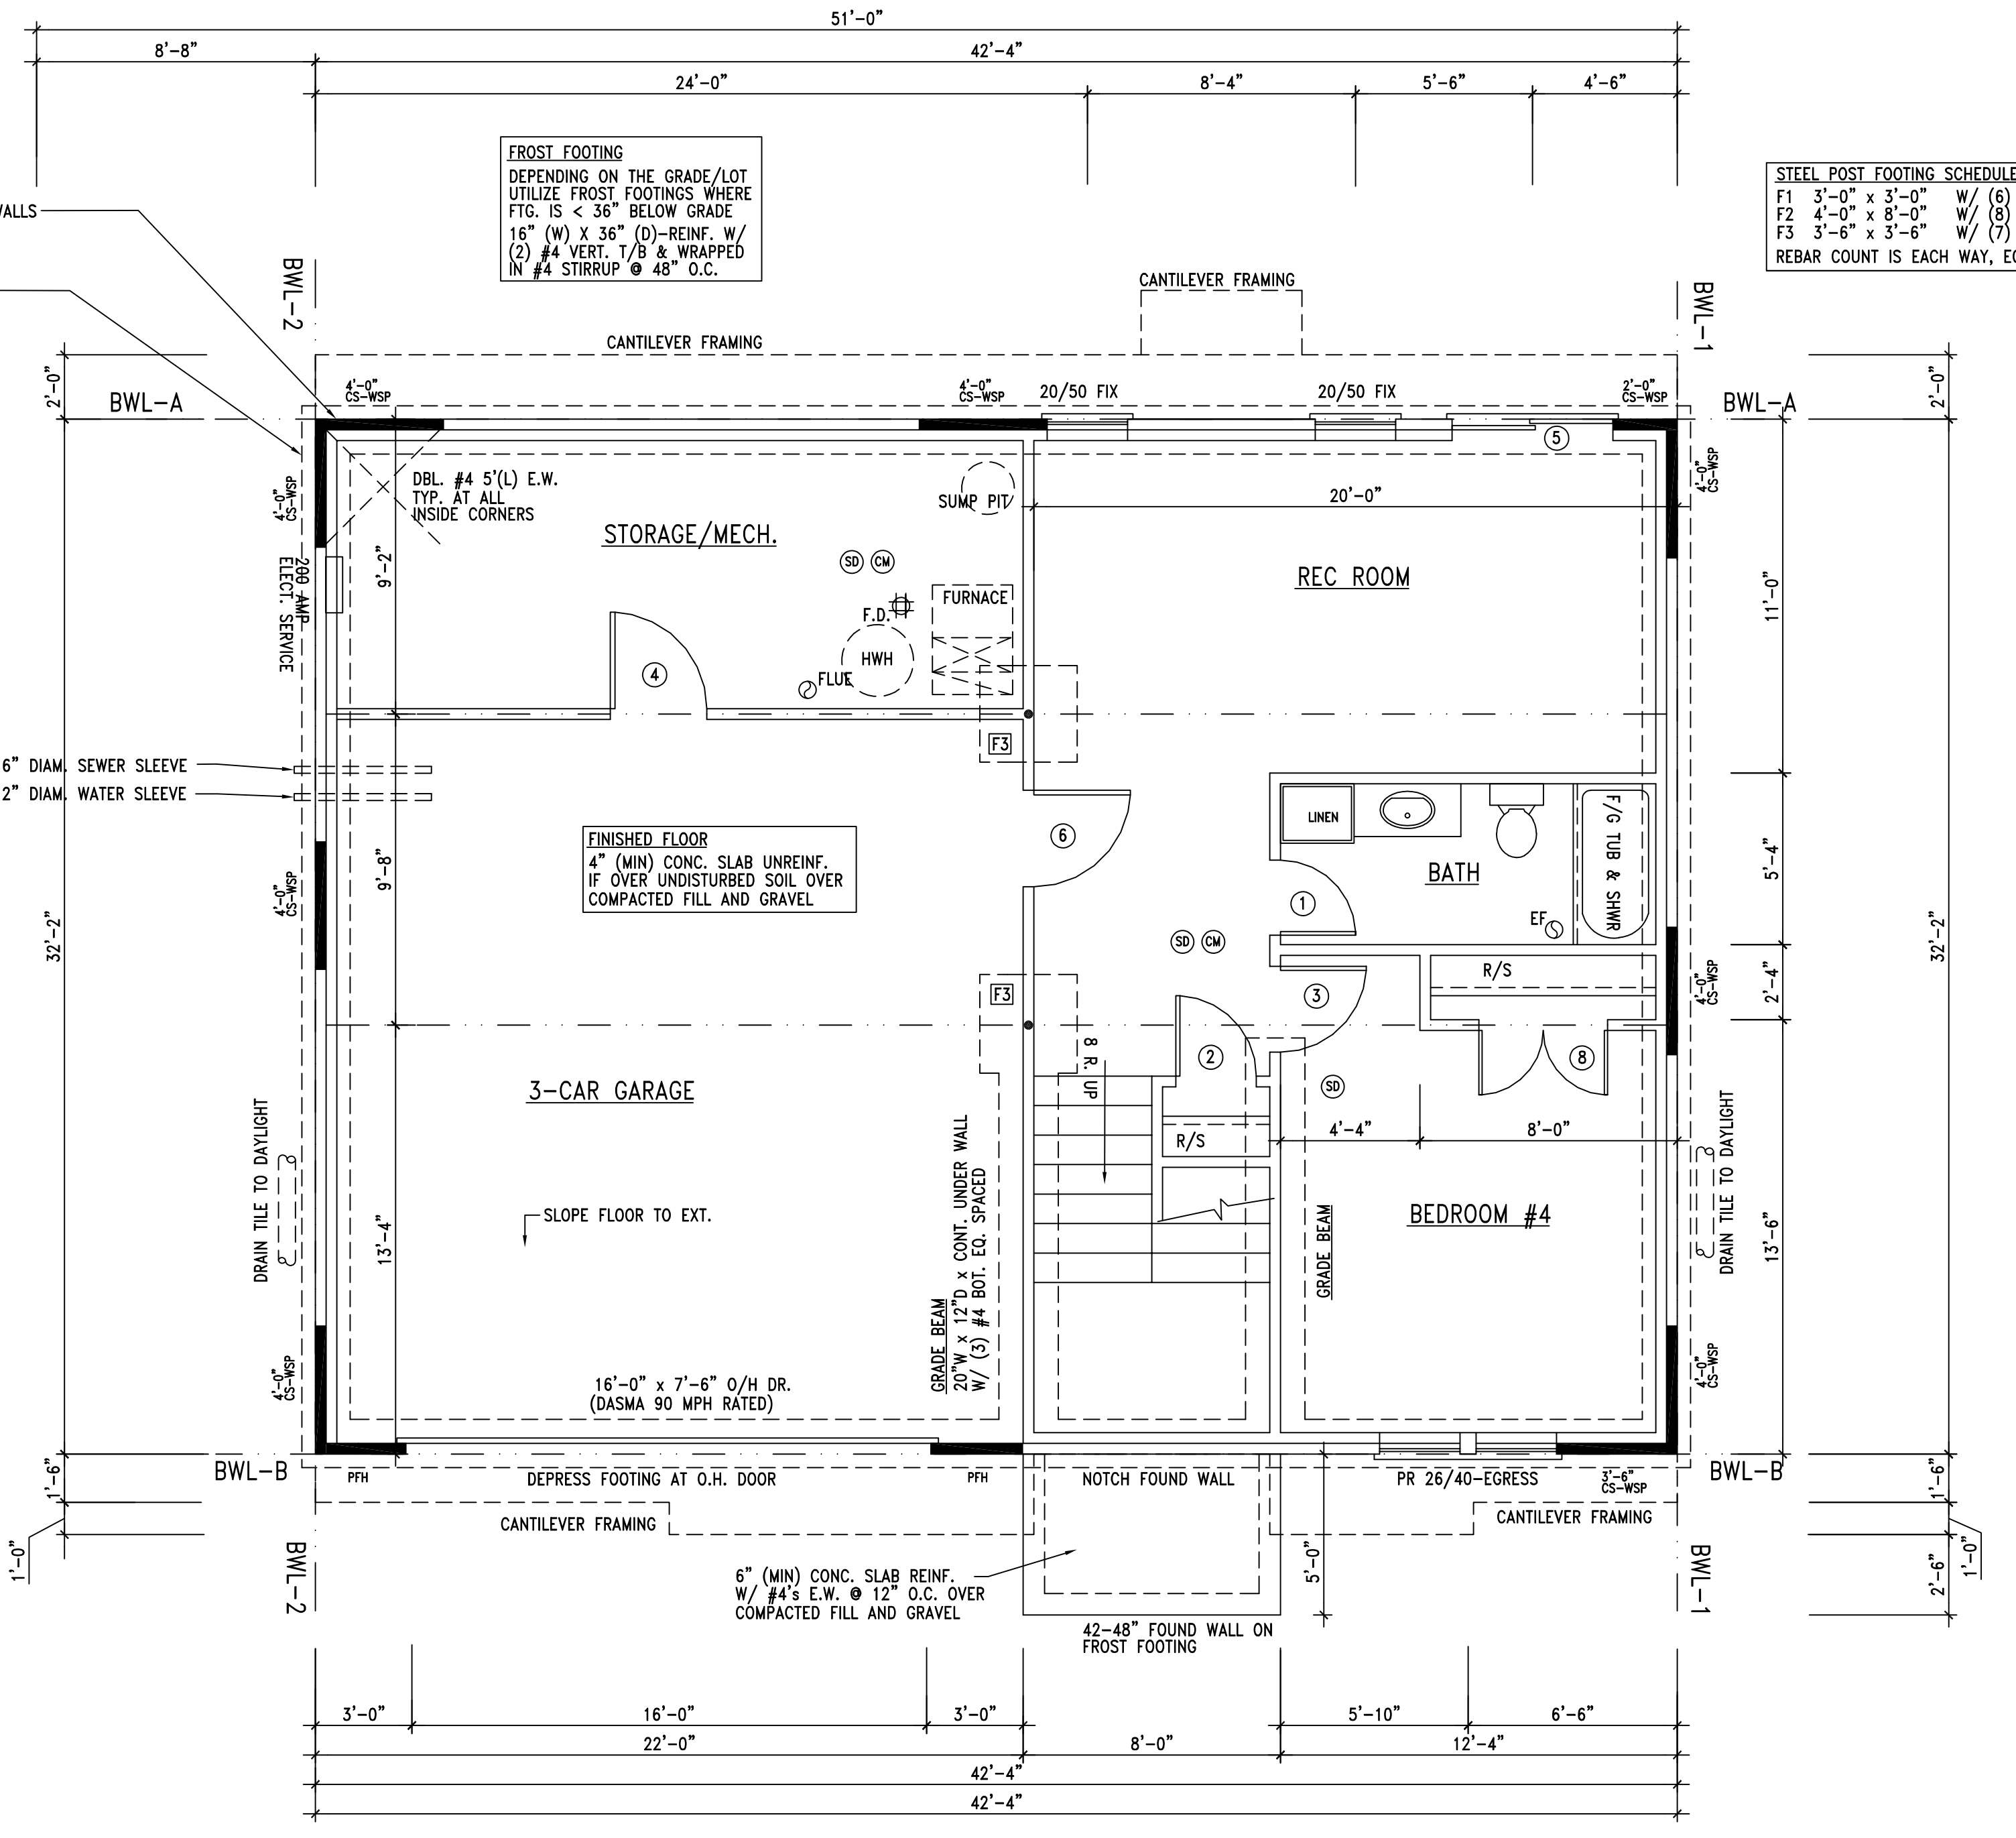 51'-0"
8'-8"
42'-4"
24'-0"
8'-4"
5'-6"
4'-6"
FROST FOOTING
DEPENDING ON THE GRADE/LOT
UTILIZE FROST FOOTINGS WHERE
FTG. IS < 36" BELOW GRADE
16" (W) X 36" (D)-REINF. W/
(2) #4 VERT. T/B & WRAPPED
IN #4 STIRRUP @ 48" O.C.
STEEL POST FOOTING SCHEDULE
F1 3'-0" x 3'-0" W/ (6)
F2 4'-0" x 8'-0" W/ (8)
F3 3'-6" x 3'-6" W/ (7)
REBAR COUNT IS EACH WAY, EQ
WALLS
BWL-2
BWL-1
CANTILEVER FRAMING
CANTILEVER FRAMING
2'-0"
2'-0"
BWL-A
BWL-A
4'-0"
CS-WSP
4'-0"
CS-WSP
20/50 FIX
20/50 FIX
2'-0"
CS-WSP
5
4'-0"
CS-WSP
4'-0"
CS-WSP
DBL. #4 5'(L) E.W.
TYP. AT ALL
INSIDE CORNERS
SUMP PIT
20'-0"
STORAGE/MECH.
SD
CM
REC ROOM
200 AMP
ELECT. SERVICE
9'-2"
FURNACE
F.D.
HWH
FLUE
4
11'-0"
F3
6" DIAM. SEWER SLEEVE
2" DIAM. WATER SLEEVE
FINISHED FLOOR
4" (MIN) CONC. SLAB UNREINF.
IF OVER UNDISTURBED SOIL OVER
COMPACTED FILL AND GRAVEL
6
LINEN
F/G TUB & SHWR
BATH
1
EF
5'-4"
9'-8"
4'-0"
CS-WSP
32'-2"
32'-2"
SD
CM
R/S
3
F3
2'-4"
4'-0"
CS-WSP
2
8
8 R. UP
SD
3-CAR GARAGE
4'-4"
8'-0"
R/S
DRAIN TILE TO DAYLIGHT
DRAIN TILE TO DAYLIGHT
SLOPE FLOOR TO EXT.
13'-4"
13'-6"
BEDROOM #4
GRADE BEAM
GRADE BEAM
20"W x 12"D x CONT. UNDER WALL
W/ (3) #4 BOT. EQ. SPACED
16'-0" x 7'-6" O/H DR.
(DASMA 90 MPH RATED)
4'-0"
CS-WSP
4'-0"
CS-WSP
BWL-B
BWL-B
PFH
DEPRESS FOOTING AT O.H. DOOR
PFH
NOTCH FOUND WALL
PR 26/40-EGRESS
3'-6"
CS-WSP
1'-6"
1'-6"
CANTILEVER FRAMING
CANTILEVER FRAMING
1'-0"
1'-0"
2'-6"
5'-0"
BWL-2
BWL-1
6" (MIN) CONC. SLAB REINF.
W/ #4's E.W. @ 12" O.C. OVER
COMPACTED FILL AND GRAVEL
42-48" FOUND WALL ON
FROST FOOTING
3'-0"
16'-0"
3'-0"
5'-10"
6'-6"
22'-0"
8'-0"
12'-4"
42'-4"
42'-4"